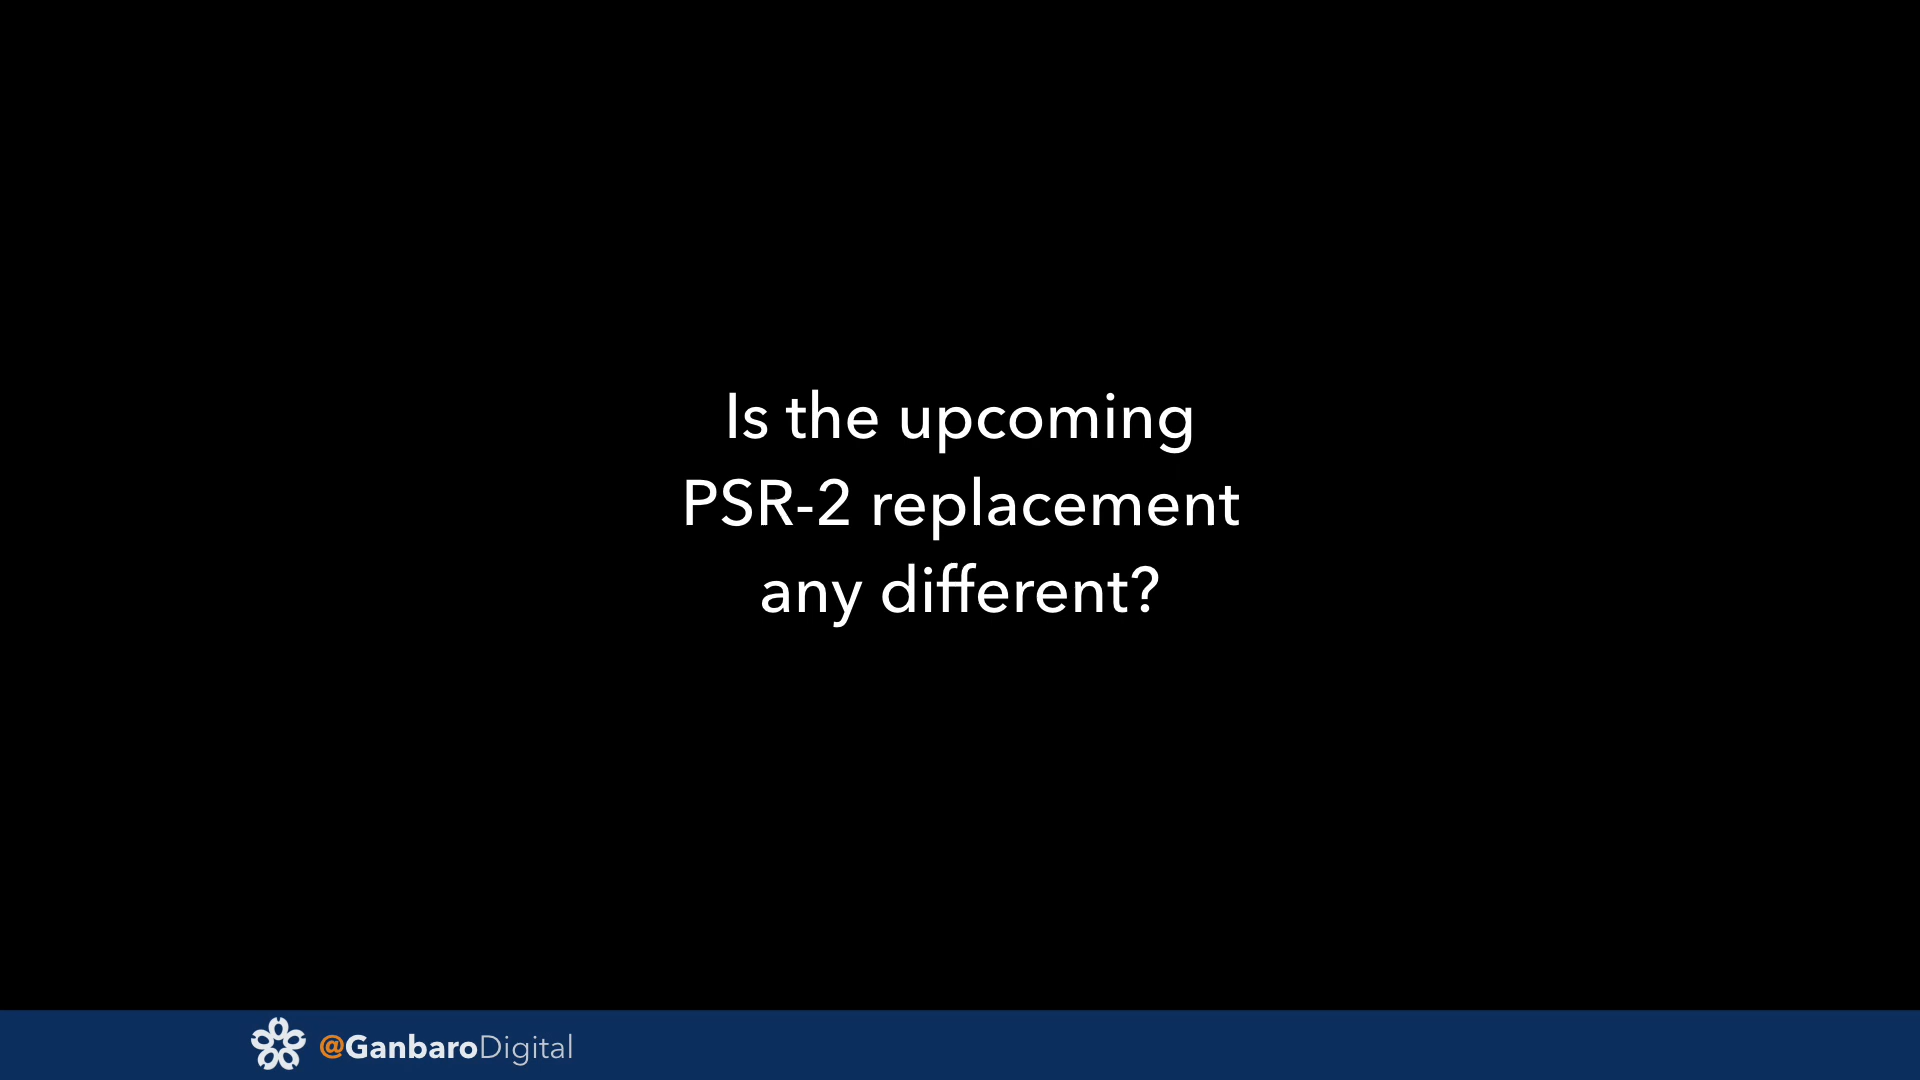 Is the upcoming
PSR-2 replacement
any different?
@GanbaroDigital